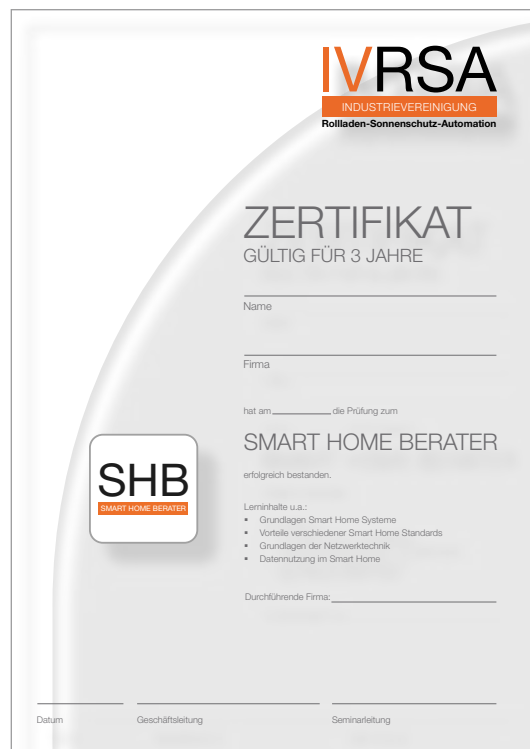 IVRSA
INDUSTRIEVEREINIGUNG
Rollladen-Sonnenschutz-Automation
ZERTIFIKAT
GÜLTIG FÜR 3 JAHRE
Name
Firma
hat am __________ die Prüfung zum
SMART HOME BERATER
erfolgreich bestanden.
SHB
SMART HOME BERATER
Lerninhalte u.a.:
▪ Grundlagen Smart Home Systeme
▪ Vorteile verschiedener Smart Home Standards
▪ Grundlagen der Netzwerktechnik
▪ Datennutzung im Smart Home
Durchführende Firma: __________
Datum
Geschäftsleitung
Seminarleitung